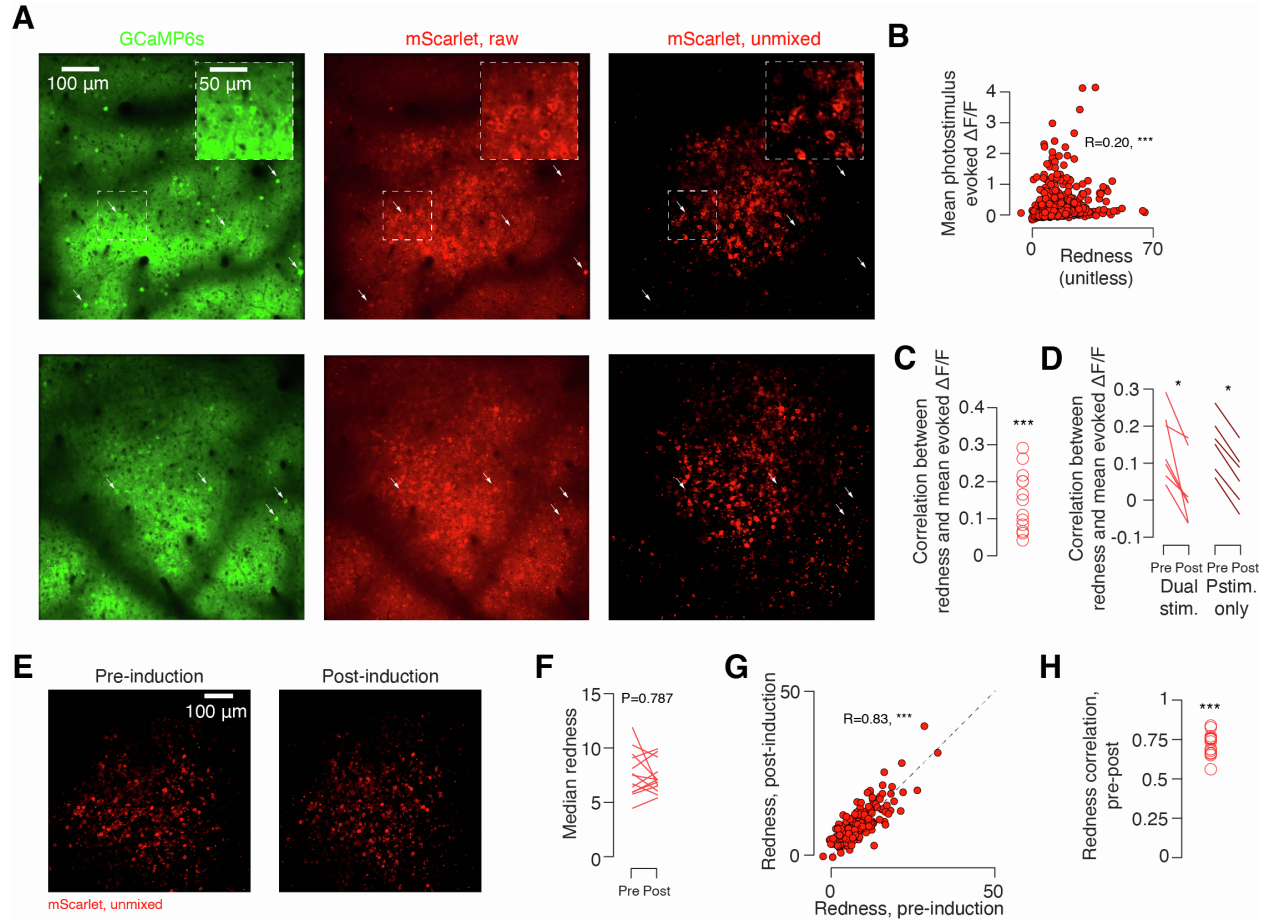 A
GCaMP6s
mScarlet, raw
mScarlet, unmixed
100 µm
50 µm
B
Mean photostimulus
evoked ΔF/F
4
3
2
1
0
R=0.20, ***
0
70
Redness
(unitless)
C
Correlation between
redness and mean evoked ΔF/F
0.4
0.3
0.2
0.1
0
***
D
Correlation between
redness and mean evoked ΔF/F
0.3
0.2
0.1
0
-0.1
*
*
Pre Post
Pre Post
Dual
stim.
Pstim.
only
E
Pre-induction
Post-induction
100 µm
mScarlet, unmixed
F
Median redness
15
10
5
0
P=0.787
Pre Post
G
Redness, post-induction
50
0
R=0.83, ***
0
50
Redness, pre-induction
H
Redness correlation,
pre-post
1
0.75
0.5
0.25
0
***